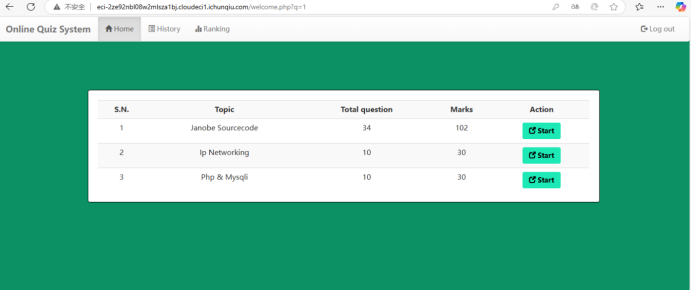 不安全 eci-2ze92nbl08w2mlsza1bj.cloudeci1.ichunqiu.com/welcome.php?q=1
Online Quiz System Home History Ranking Log out
S.N. Topic Total question Marks Action
1 Janobe Sourcecode 34 102 Start
2 Ip Networking 10 30 Start
3 Php & Mysqli 10 30 Start